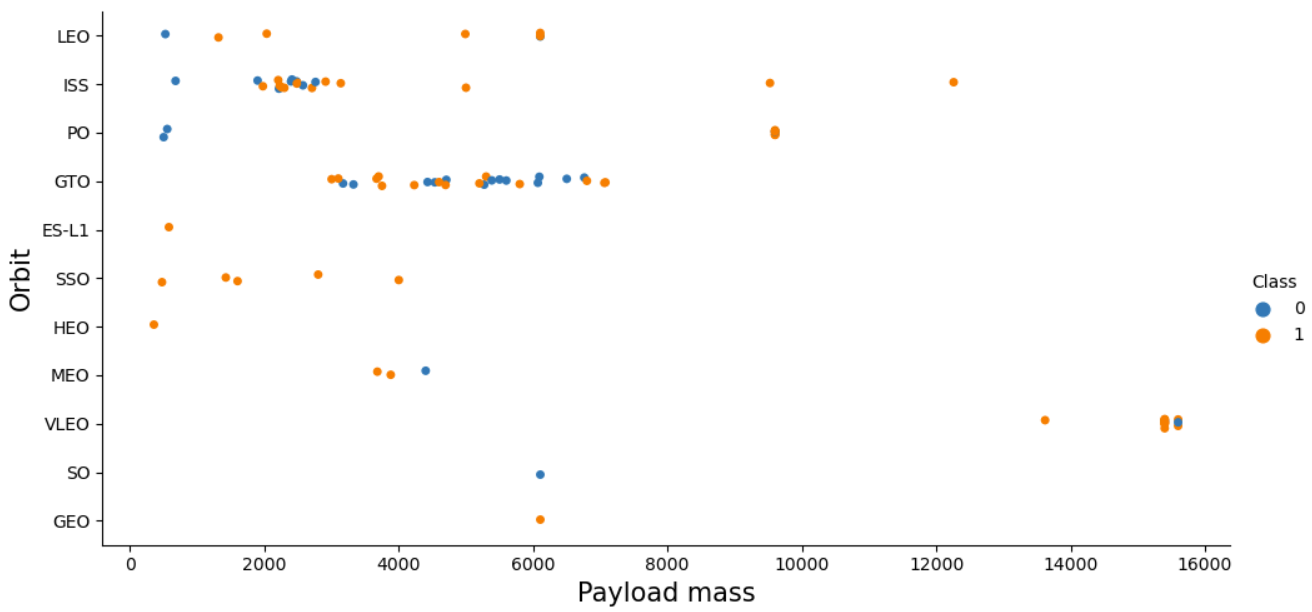 LEO
ISS
PO
GTO
ES-L1
SSO
HEO
MEO
VLEO
SO
GEO
Orbit
0 2000 4000 6000 8000 10000 12000 14000 16000
Payload mass
Class
0
1